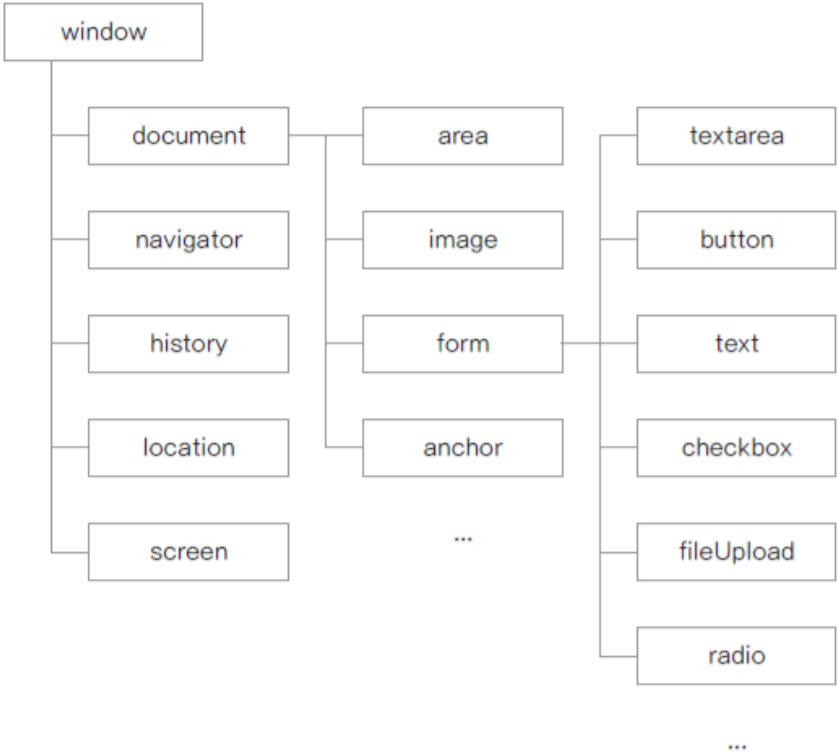 window
document
area
textarea
navigator
image
button
history
form
text
location
anchor
checkbox
screen
...
fileUpload
radio
...